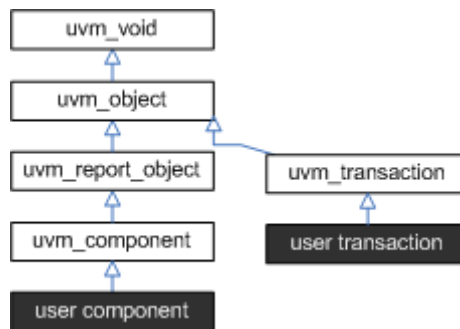 uvm_void
uvm_object
uvm_report_object
uvm_transaction
uvm_component
user transaction
user component